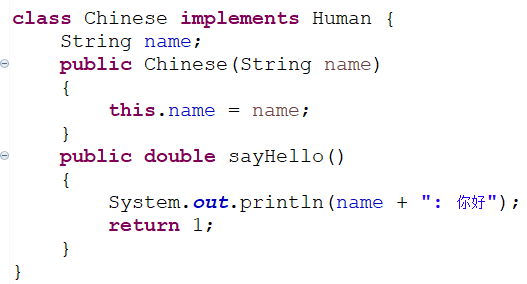 class Chinese implements Human {
    String name;
    public Chinese(String name)
    {
        this.name = name;
    }
    public double sayHello()
    {
        System.out.println(name + ": 你好");
        return 1;
    }
}